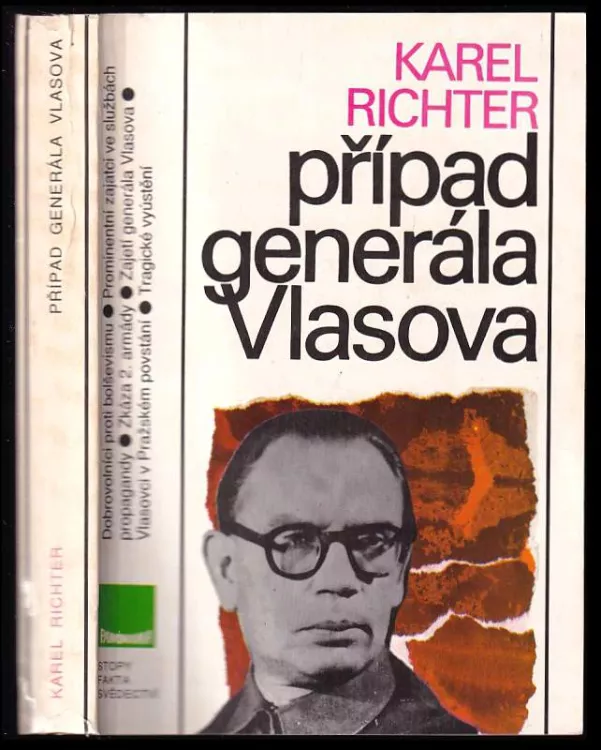 KAREL RICHTER
PŘÍPAD GENERÁLA VLASOVA
Dobrovolníci proti bolševismu ● Prominentní zajatci ve službách
propagandy ● Zkáza 2. armády ● Zajetí generála Vlasova ●
Vlasovci v Pražském povstání ● Tragické vyústění
STOPY
FAKTA
SVĚDECTVÍ
KAREL
RICHTER
případ
generála
Vlasova